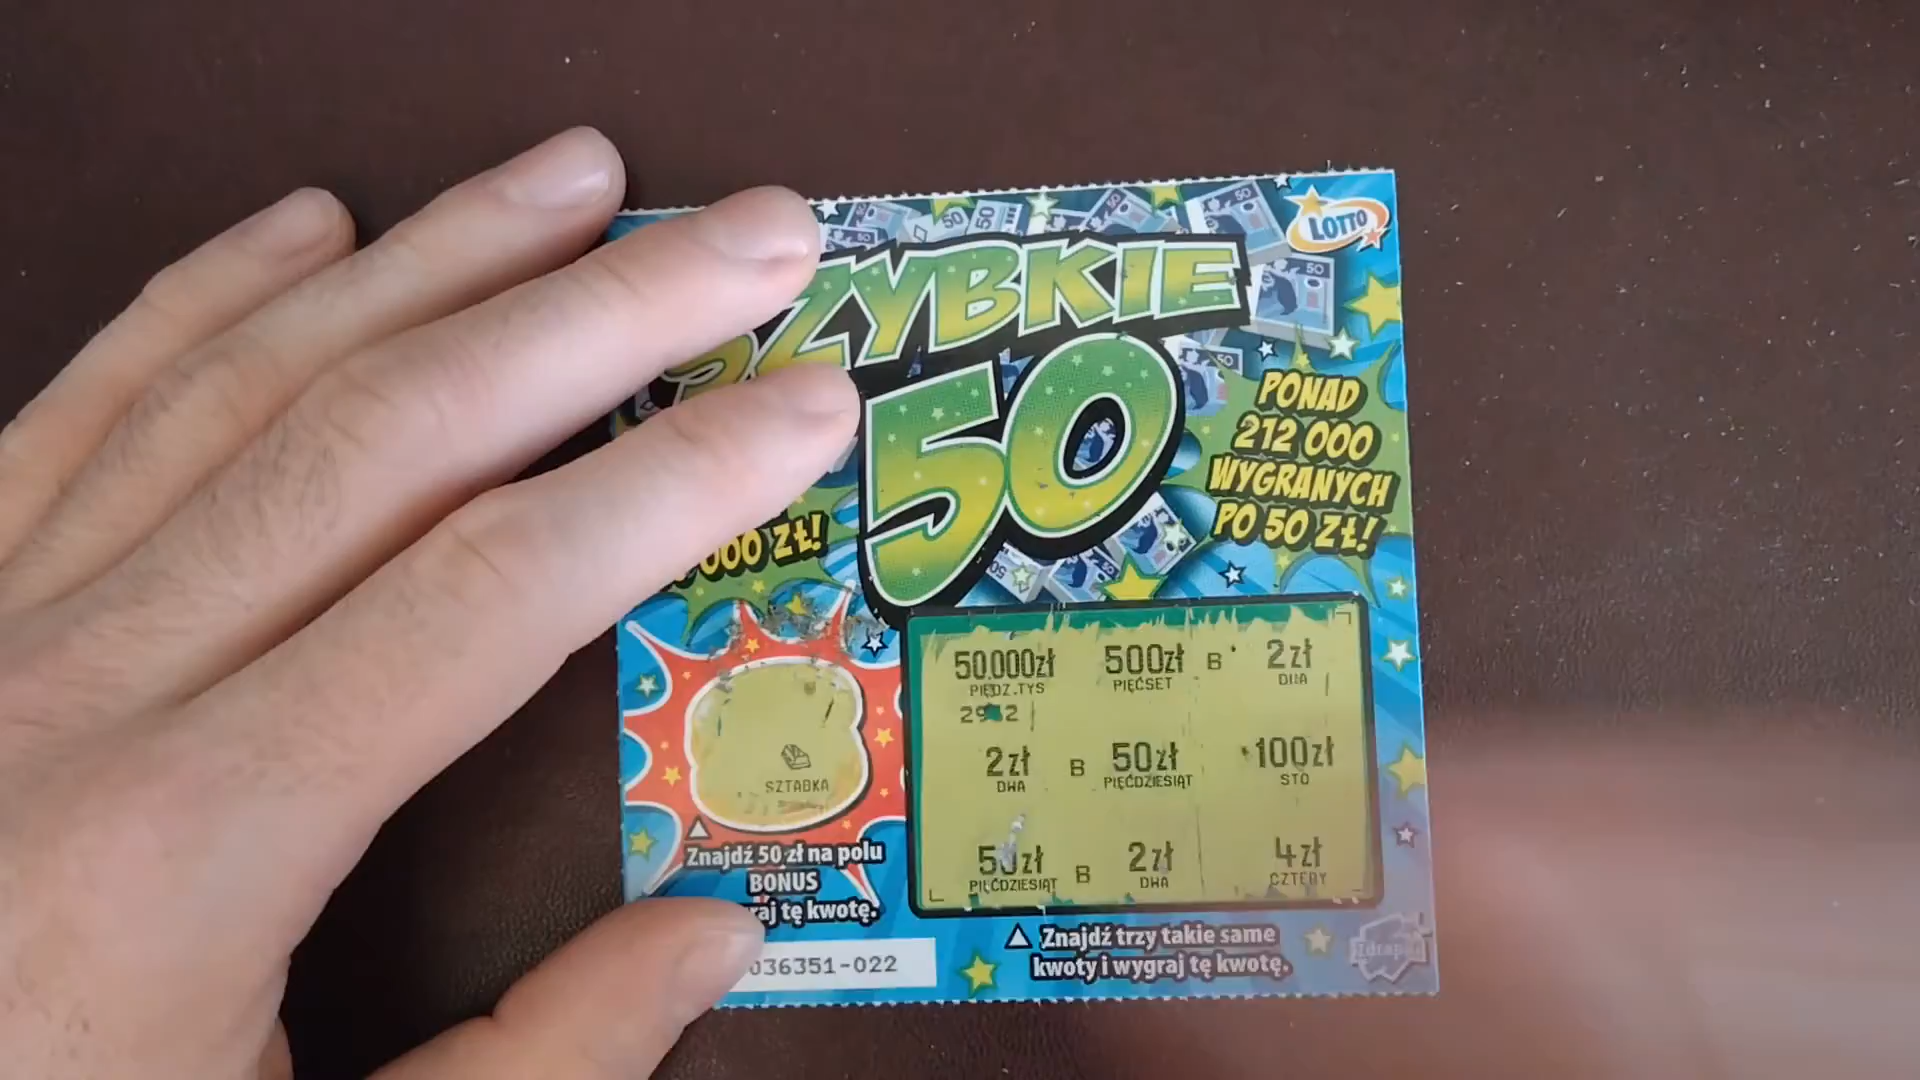 LOTTO
SZYBKIE
50
PONAD
212 000
WYGRANYCH
PO 50 ZŁ!
000 ZŁ!
50.000zł 500zł B 2zł
PIĘDZ.TYS PIĘĆSET DWA
2zł B 50zł 100zł
DWA PIĘĆDZIESIĄT STO
50zł B 2zł 4zł
PIĘĆDZIESIĄT DWA CZTERY
SZTABKA
Znajdź 50 zł na polu
BONUS
raj tę kwotę.
036351-022
Znajdź trzy takie same
kwoty i wygraj tę kwotę.